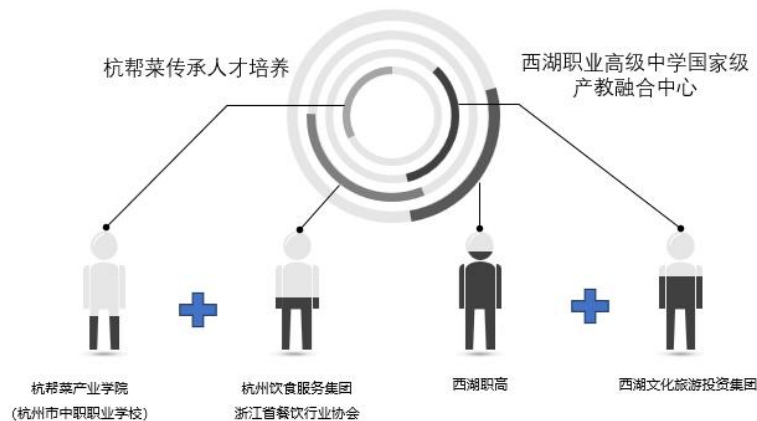 杭帮菜传承人才培养
西湖职业高级中学国家级
产教融合中心
杭帮菜产业学院
(杭州市中职职业学校)
杭州饮食服务集团
浙江省餐饮行业协会
西湖职高
西湖文化旅游投资集团